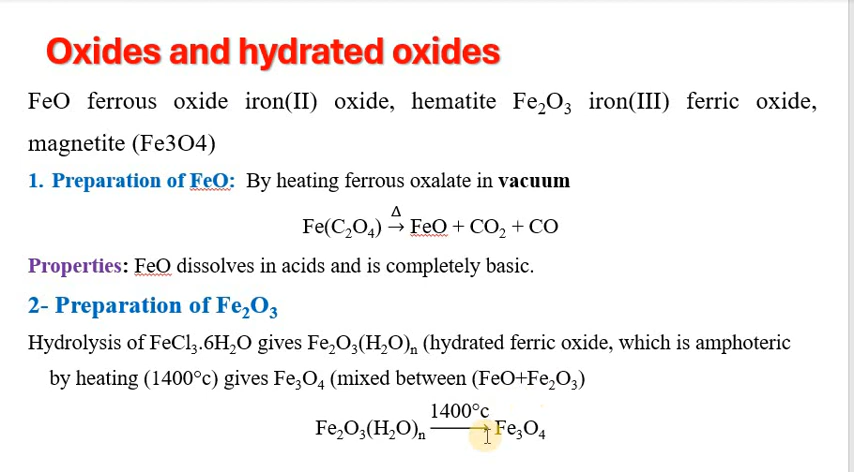 Oxides and hydrated oxides
FeO ferrous oxide iron(II) oxide, hematite Fe₂O₃ iron(III) ferric oxide,
magnetite (Fe3O4)
1. Preparation of FeO: By heating ferrous oxalate in vacuum
Fe(C₂O₄) →^Δ FeO + CO₂ + CO
Properties: FeO dissolves in acids and is completely basic.
2- Preparation of Fe₂O₃
Hydrolysis of FeCl₃.6H₂O gives Fe₂O₃(H₂O)ₙ (hydrated ferric oxide, which is amphoteric
by heating (1400°c) gives Fe₃O₄ (mixed between (FeO+Fe₂O₃)
1400°c
Fe₂O₃(H₂O)ₙ → Fe₃O₄